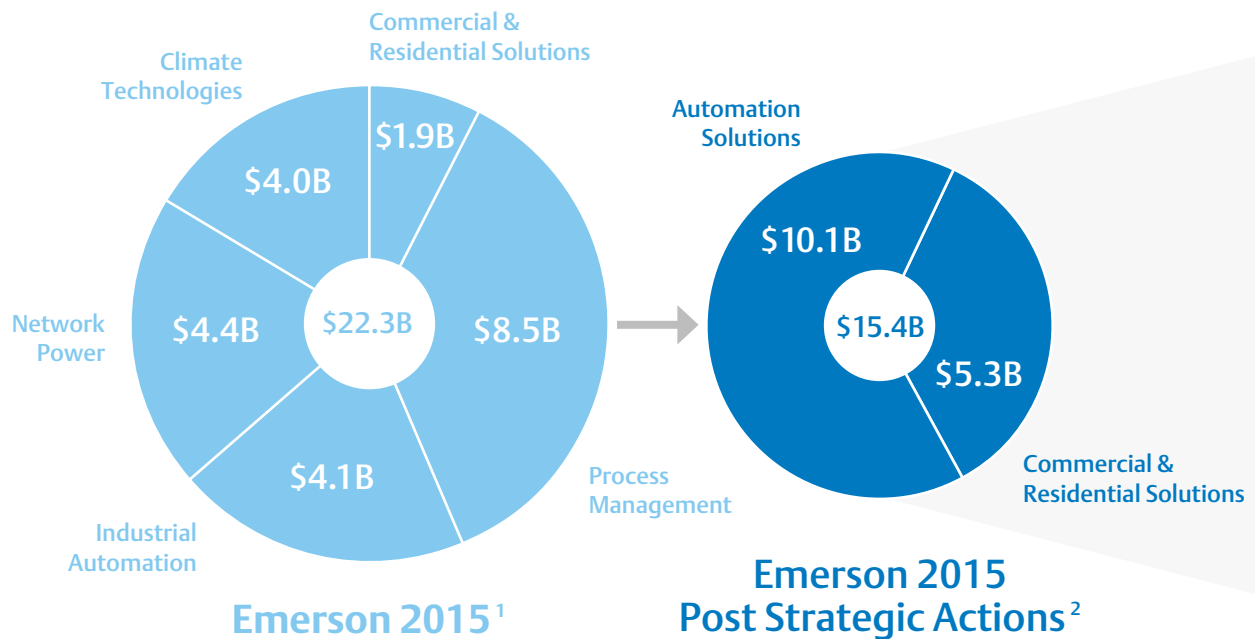 Commercial &
Residential Solutions
Climate
Technologies
$1.9B
$4.0B
Network
Power
$4.4B
$22.3B
$8.5B
$4.1B
Process
Management
Industrial
Automation
Emerson 2015 1
Automation
Solutions
$10.1B
$15.4B
$5.3B
Commercial &
Residential Solutions
Emerson 2015
Post Strategic Actions 2